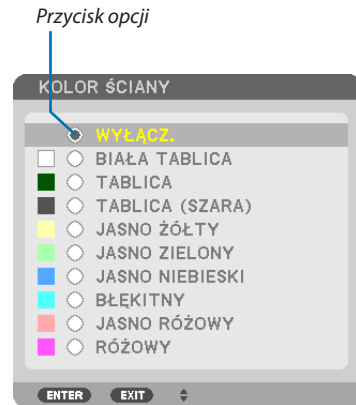 Przycisk opcji
KOLOR ŚCIANY
WYŁĄCZ.
BIAŁA TABLICA
TABLICA
TABLICA (SZARA)
JASNO ŻÓŁTY
JASNO ZIELONY
JASNO NIEBIESKI
BŁĘKITNY
JASNO RÓŻOWY
RÓŻOWY
ENTER EXIT